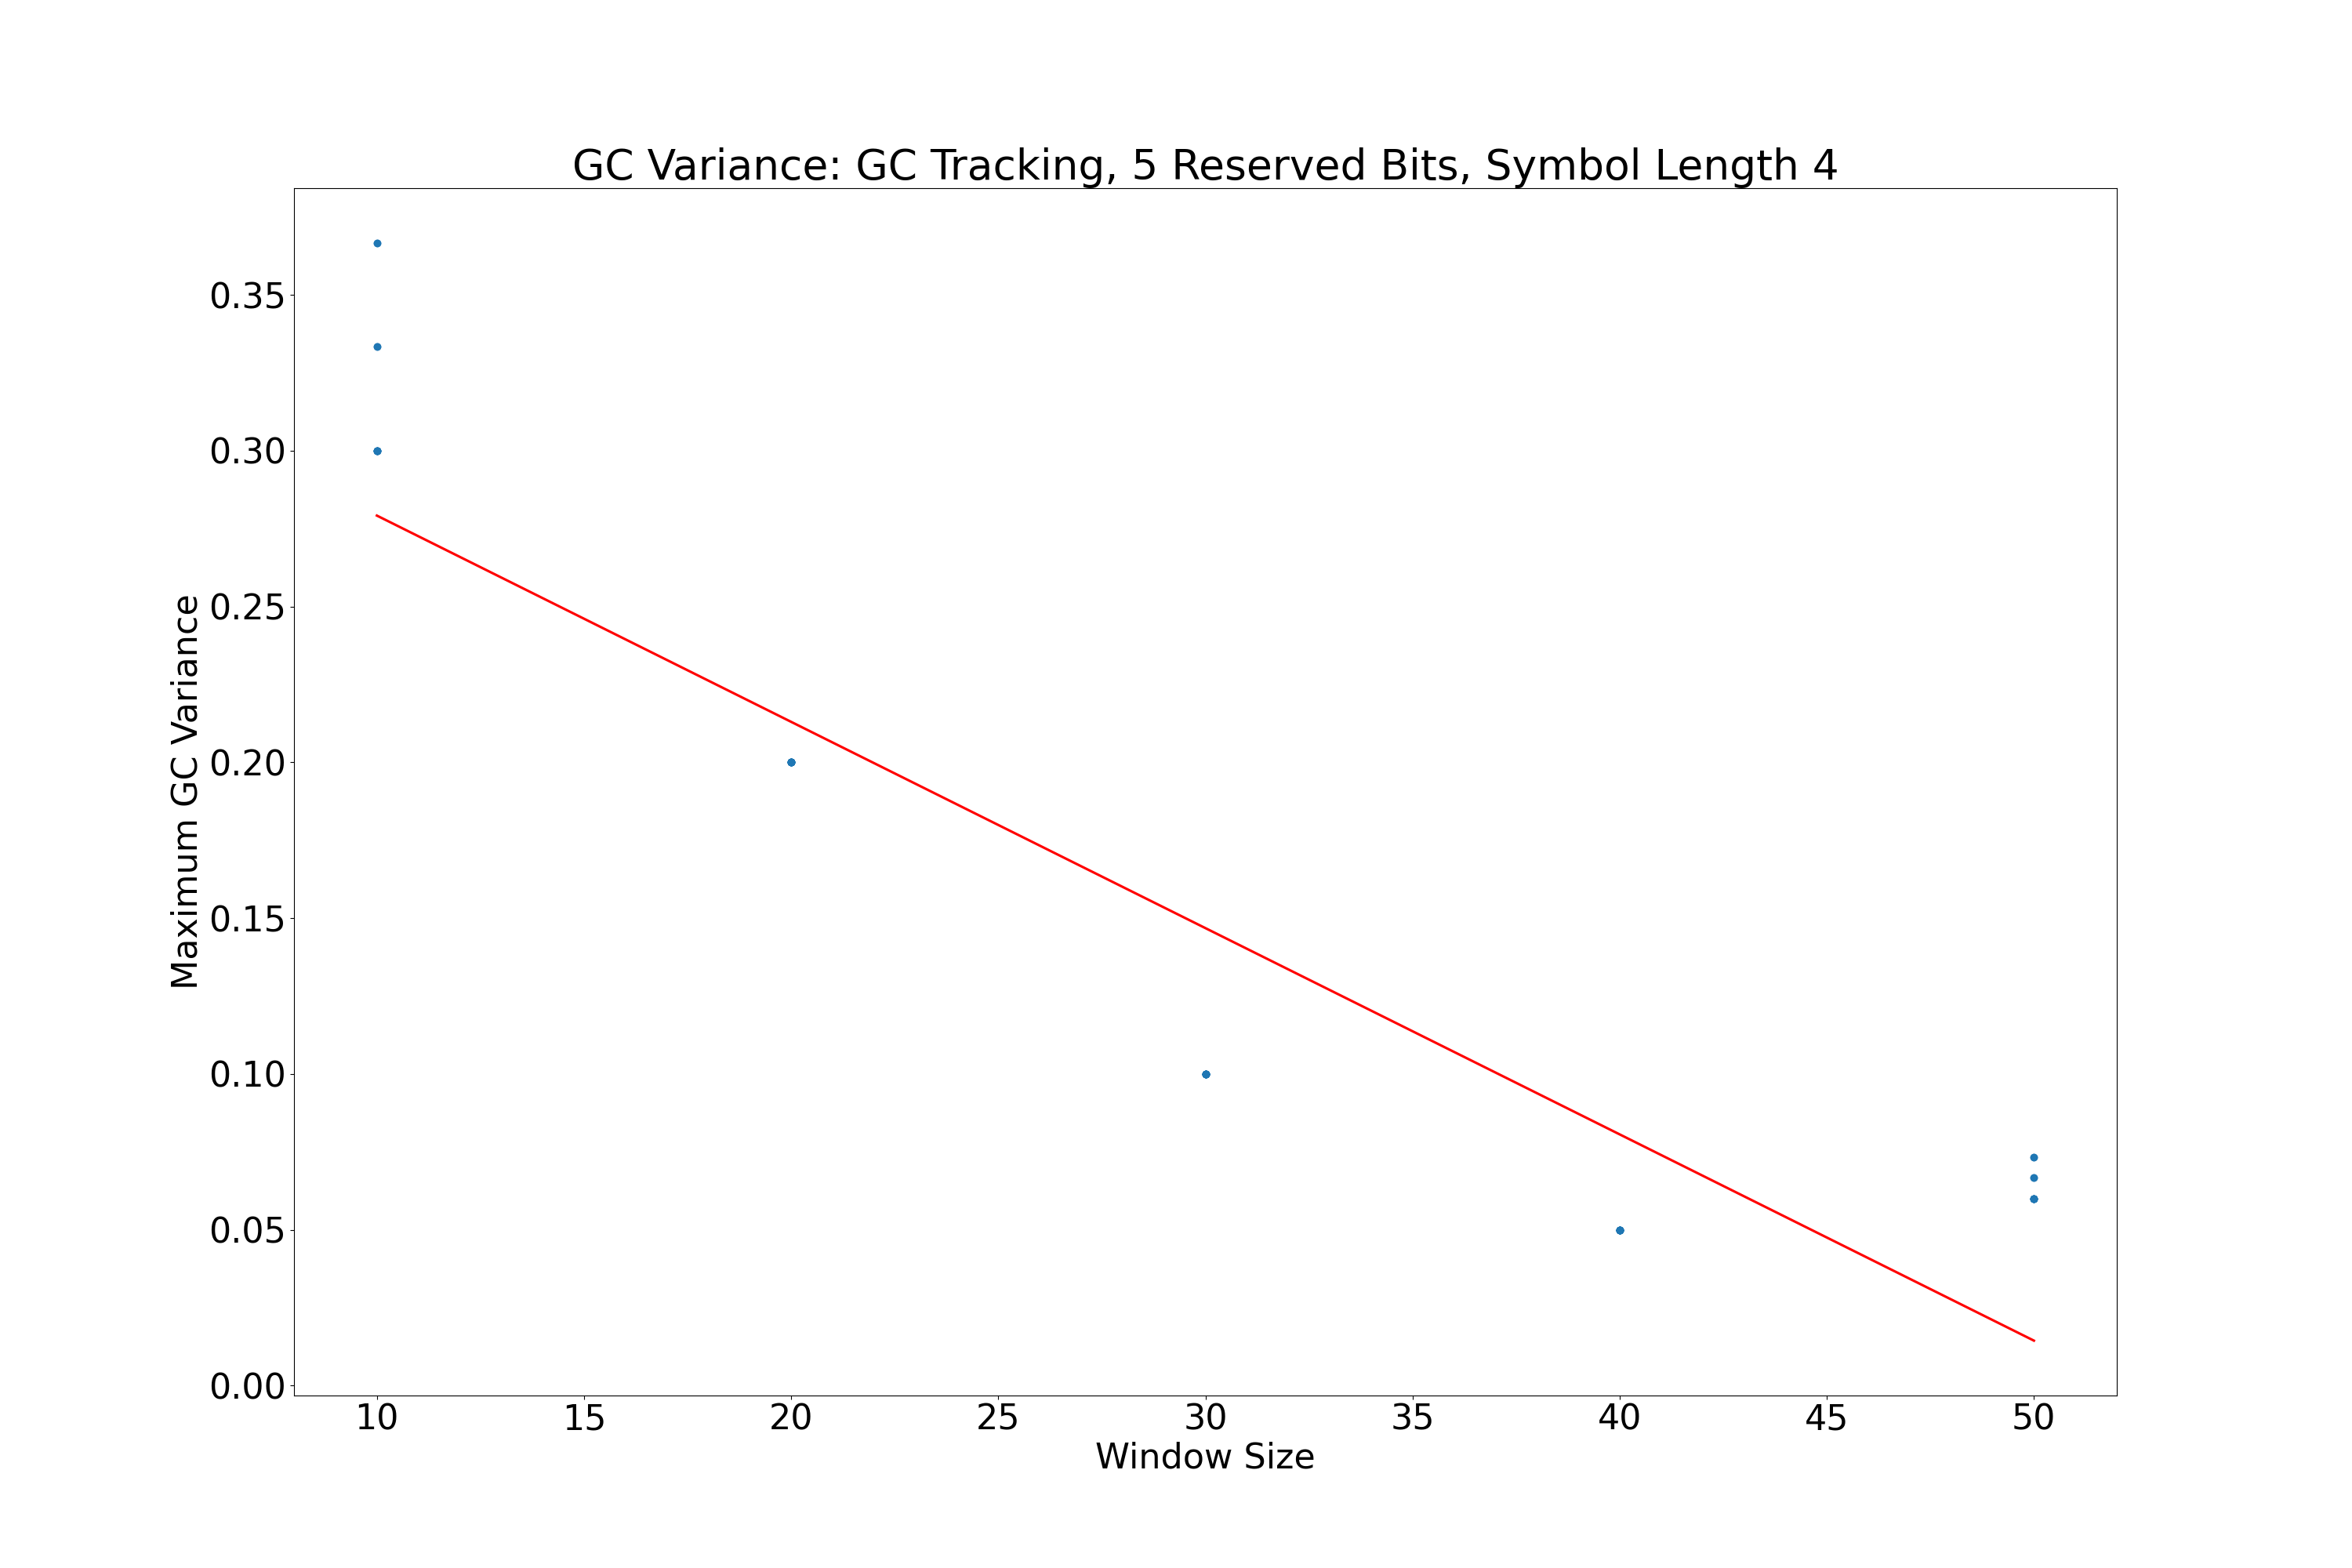 GC Variance: GC Tracking, 5 Reserved Bits, Symbol Length 4
Maximum GC Variance
0.35
0.30
0.25
0.20
0.15
0.10
0.05
0.00
10 15 20 25 30 35 40 45 50
Window Size